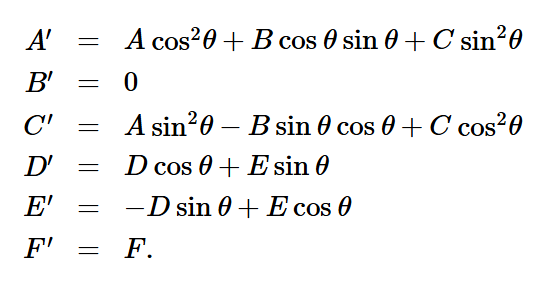 A′ = A cos²θ + B cos θ sin θ + C sin²θ
B′ = 0
C′ = A sin²θ − B sin θ cos θ + C cos²θ
D′ = D cos θ + E sin θ
E′ = −D sin θ + E cos θ
F′ = F.